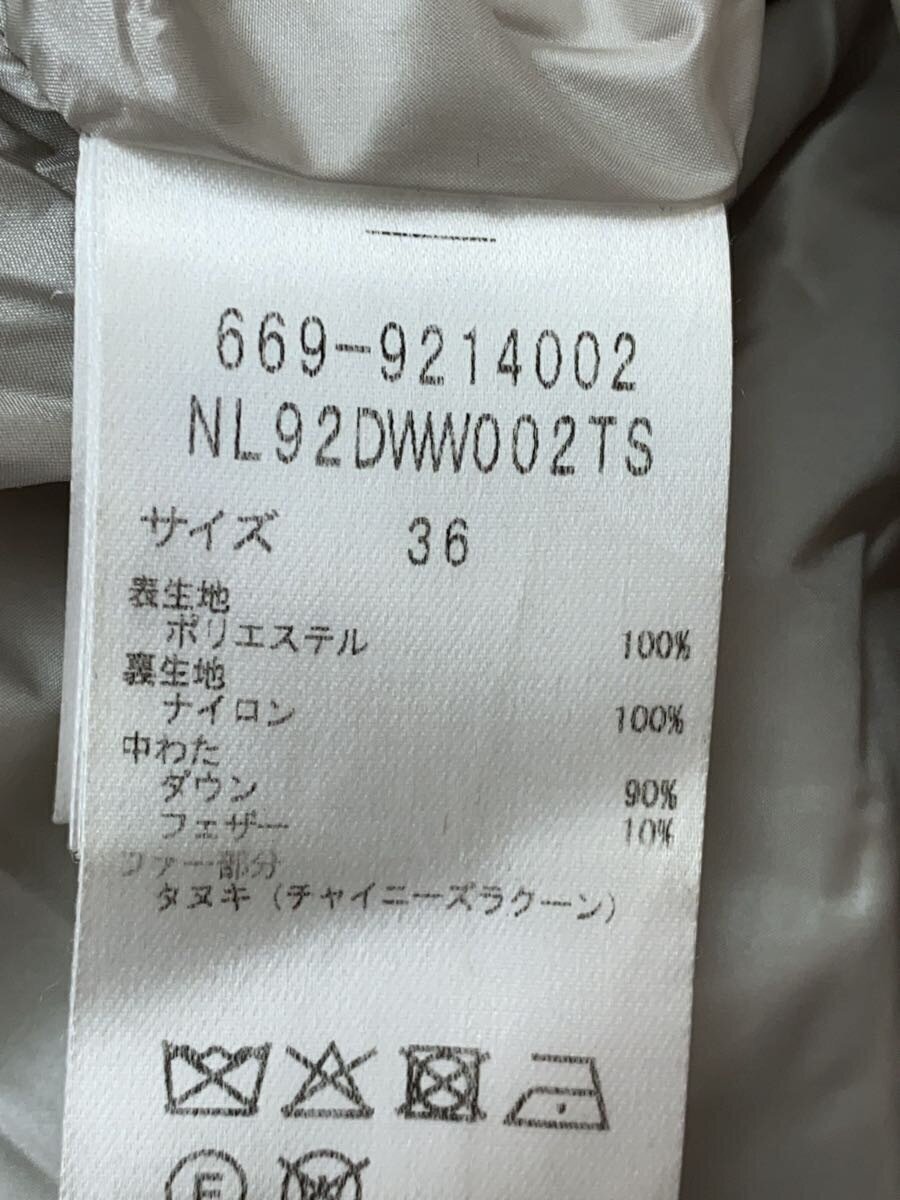 669-9214002
NL92DWW002TS
サイズ 36
表生地
ポリエステル 100%
裏生地
ナイロン 100%
中わた
ダウン 90%
フェザー 10%
ファー部分
タヌキ (チャイニーズラクーン)
F W